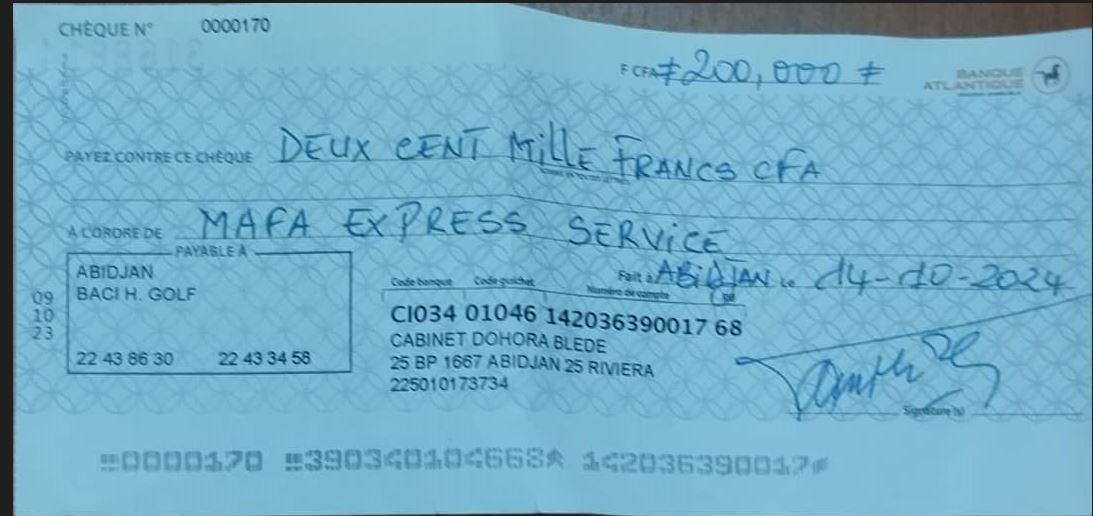 CHÈQUE N° 0000170
F CFA ≠ 200,000 ≠
BANQUE
ATLANTIQUE
PAYEZ CONTRE CE CHÈQUE DEUX CENT MILLE FRANCS CFA
A L'ORDRE DE MAFA EXPRESS SERVICE
PAYABLE A
ABIDJAN
BACI H. GOLF
22 43 86 30 22 43 34 58
09
10
23
Fait à ABIDJAN Le 14-10-2024
Code banque Code guichet Numéro de compte
CI034 01046 142036390017 68
CABINET DOHORA BLEDE
25 BP 1667 ABIDJAN 25 RIVIERA
225010173734
Signature (s)
0000170 390340104668 142036390017